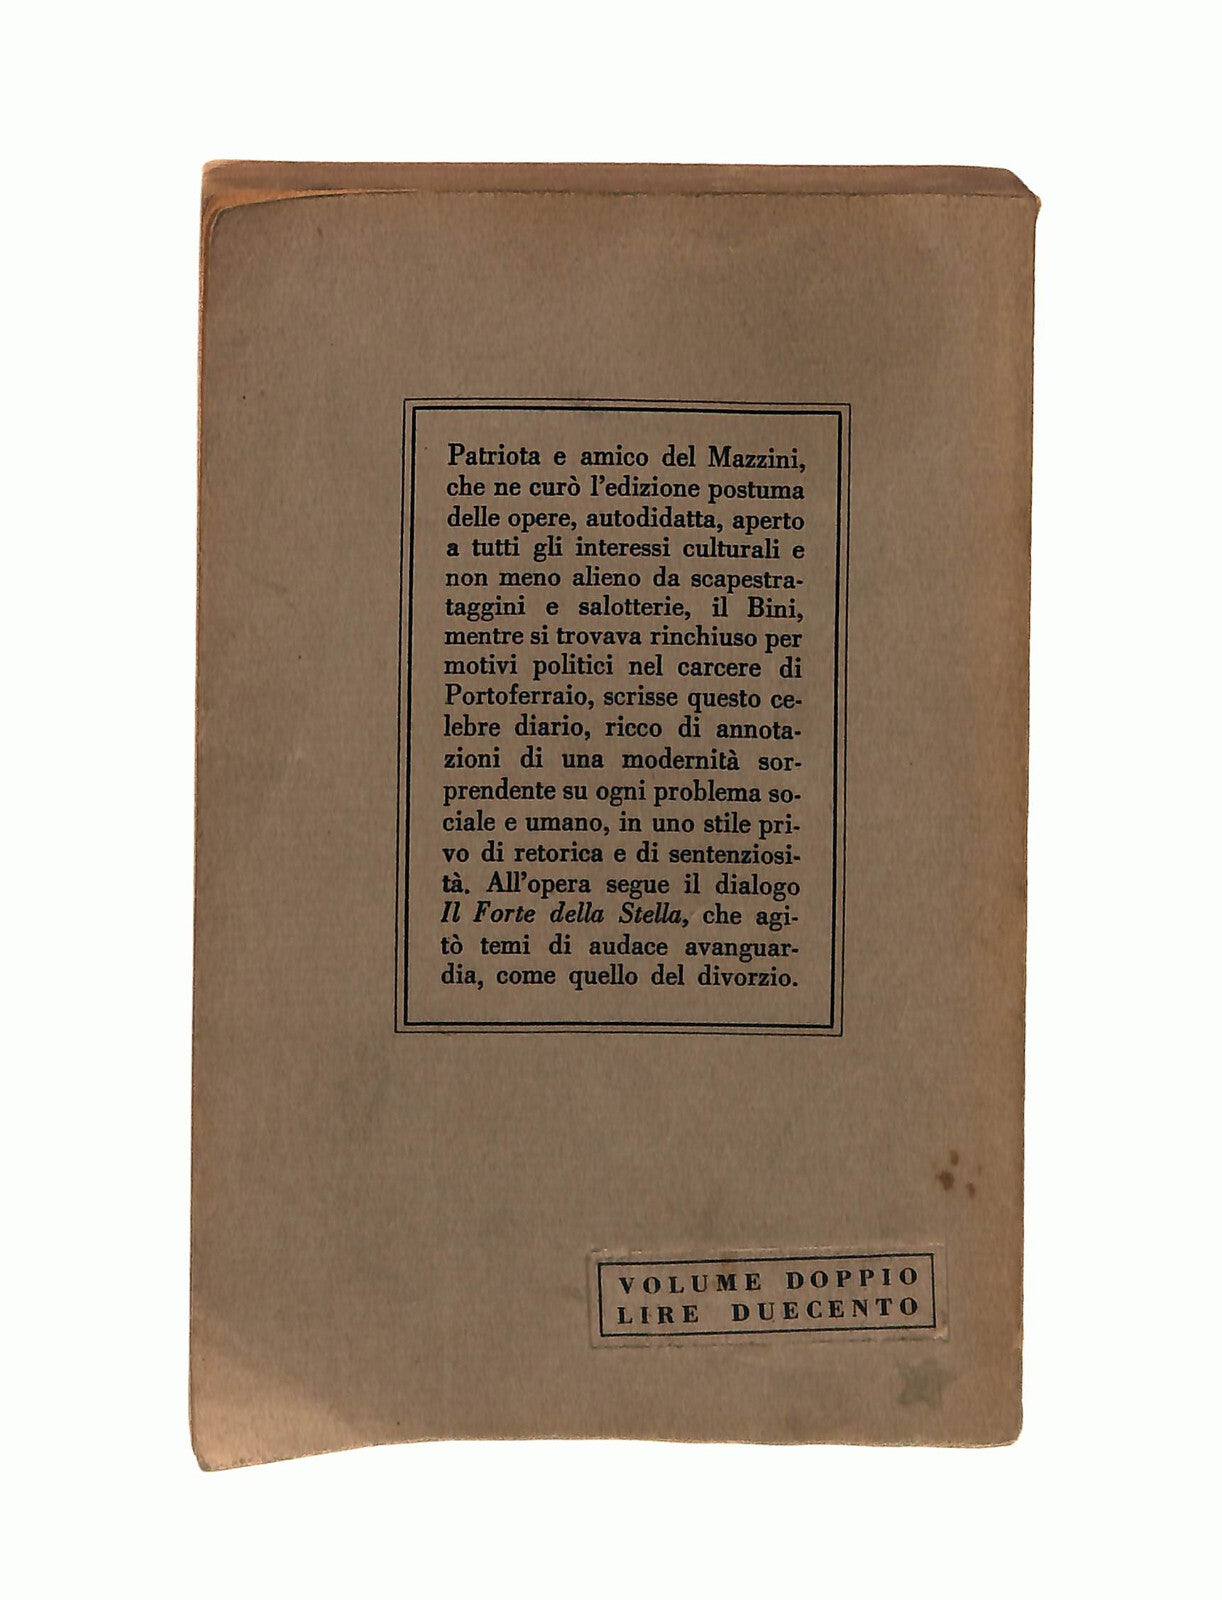 Patriota e amico del Mazzini,
che ne curò l'edizione postuma
delle opere, autodidatta, aperto
a tutti gli interessi culturali e
non meno alieno da scapestra-
taggini e salotterie, il Bini,
mentre si trovava rinchiuso per
motivi politici nel carcere di
Portoferraio, scrisse questo ce-
lebre diario, ricco di annota-
zioni di una modernità sor-
prendente su ogni problema so-
ciale e umano, in uno stile pri-
vo di retorica e di sentenziosi-
tà. All'opera segue il dialogo
Il Forte della Stella, che agi-
tò temi di audace avanguar-
dia, come quello del divorzio.
VOLUME DOPPIO
LIRE DUECENTO